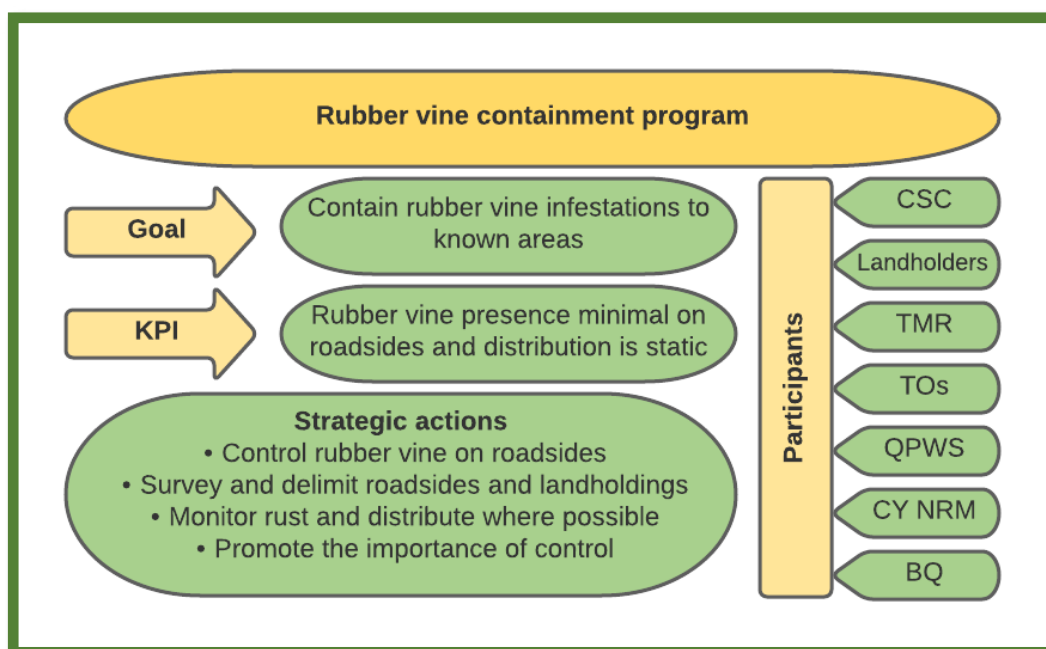 Rubber vine containment program
Goal
Contain rubber vine infestations to
known areas
KPI
Rubber vine presence minimal on
roadsides and distribution is static
Strategic actions
• Control rubber vine on roadsides
• Survey and delimit roadsides and landholdings
• Monitor rust and distribute where possible
• Promote the importance of control
Participants
CSC
Landholders
TMR
TOs
QPWS
CY NRM
BQ